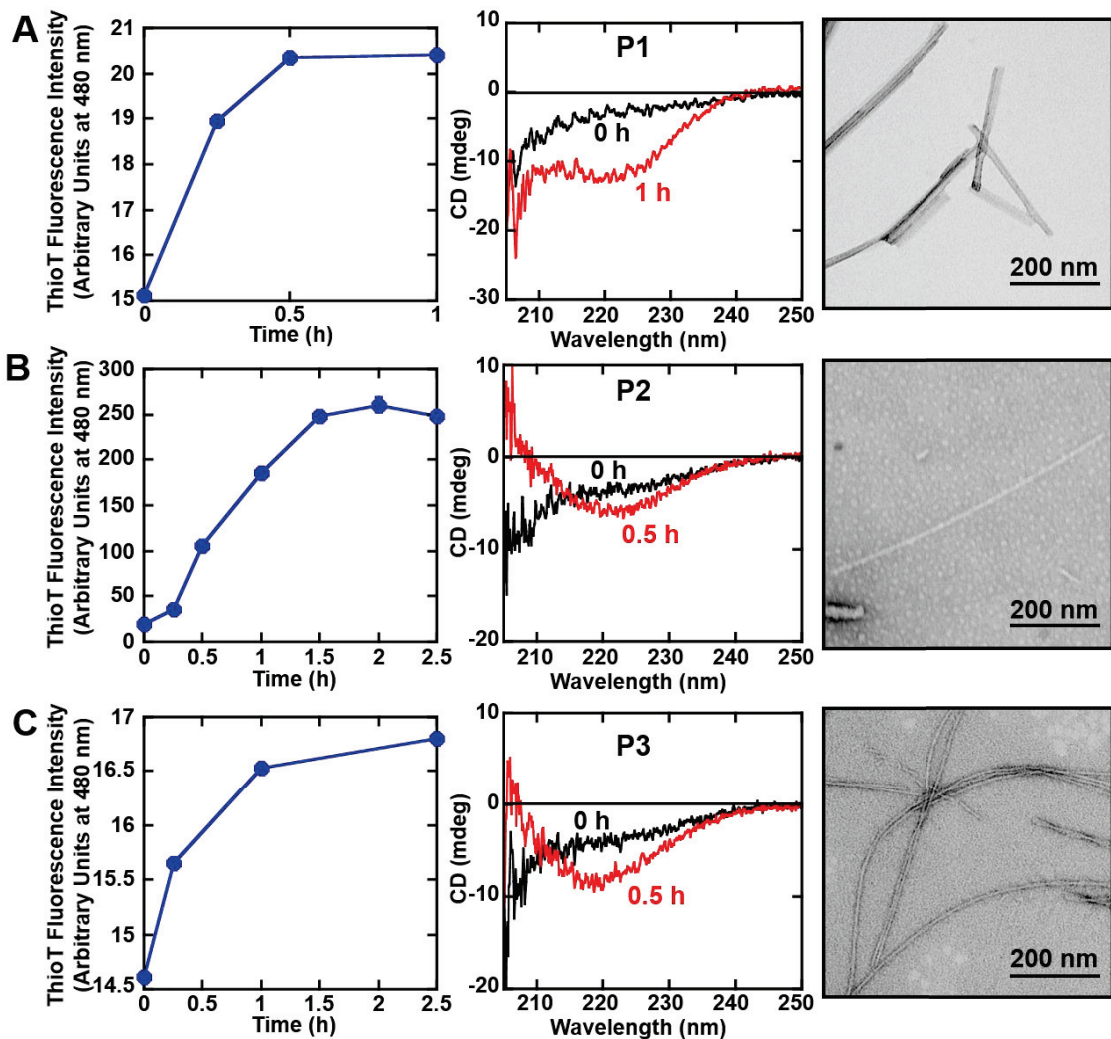 A
ThioT Fluorescence Intensity
(Arbitrary Units at 480 nm)
21
20
19
18
17
16
15
0
0.5
1
Time (h)
P1
CD (mdeg)
10
0
-10
-20
-30
0 h
1 h
210
220
230
240
250
Wavelength (nm)
200 nm
B
ThioT Fluorescence Intensity
(Arbitrary Units at 480 nm)
300
250
200
150
100
50
0
0
0.5
1
1.5
2
2.5
Time (h)
P2
CD (mdeg)
10
0
-10
-20
0 h
0.5 h
210
220
230
240
250
Wavelength (nm)
200 nm
C
ThioT Fluorescence Intensity
(Arbitrary Units at 480 nm)
17
16.5
16
15.5
15
14.5
0
0.5
1
1.5
2
2.5
Time (h)
P3
CD (mdeg)
10
0
-10
-20
0 h
0.5 h
210
220
230
240
250
Wavelength (nm)
200 nm